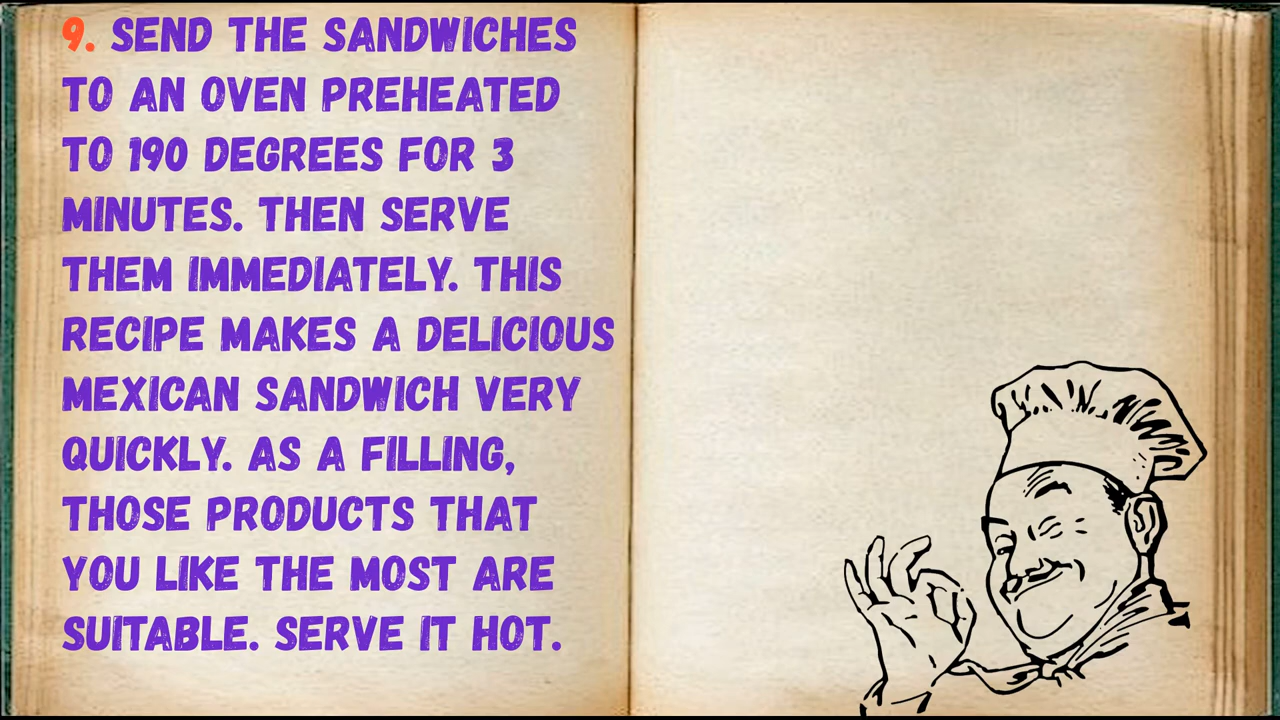 9. SEND THE SANDWICHES
TO AN OVEN PREHEATED
TO 190 DEGREES FOR 3
MINUTES. THEN SERVE
THEM IMMEDIATELY. THIS
RECIPE MAKES A DELICIOUS
MEXICAN SANDWICH VERY
QUICKLY. AS A FILLING,
THOSE PRODUCTS THAT
YOU LIKE THE MOST ARE
SUITABLE. SERVE IT HOT.